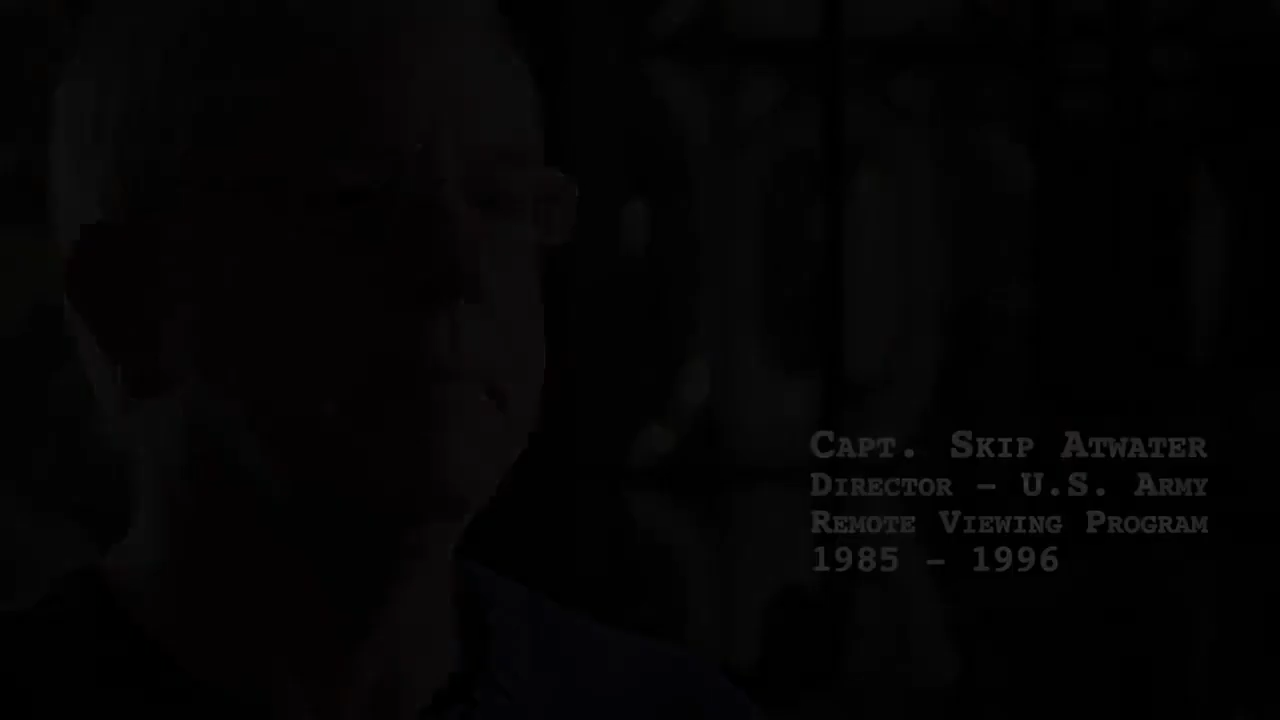 Capt. Skip Atwater
Director – U.S. Army
Remote Viewing Program
1985 – 1996